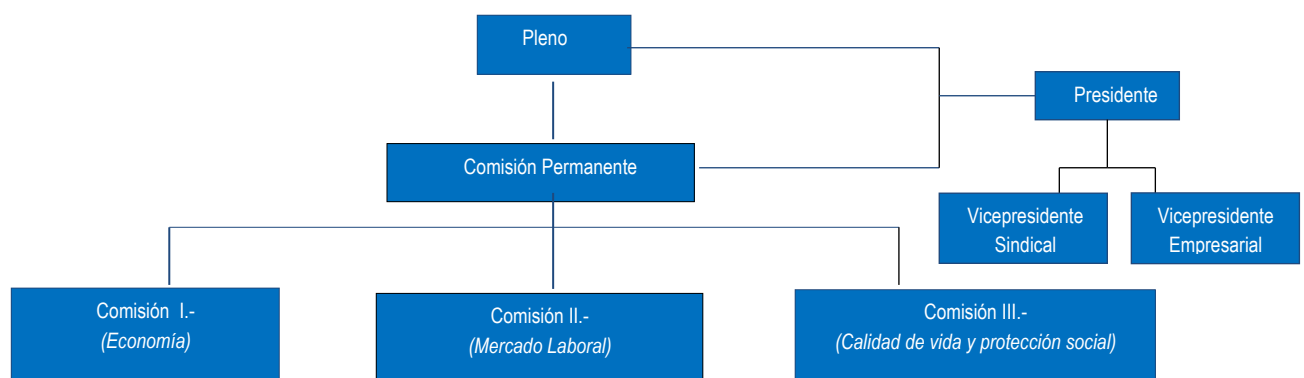 Pleno
Presidente
Comisión Permanente
Vicepresidente
Sindical
Vicepresidente
Empresarial
Comisión I.-
(Economía)
Comisión II.-
(Mercado Laboral)
Comisión III.-
(Calidad de vida y protección social)